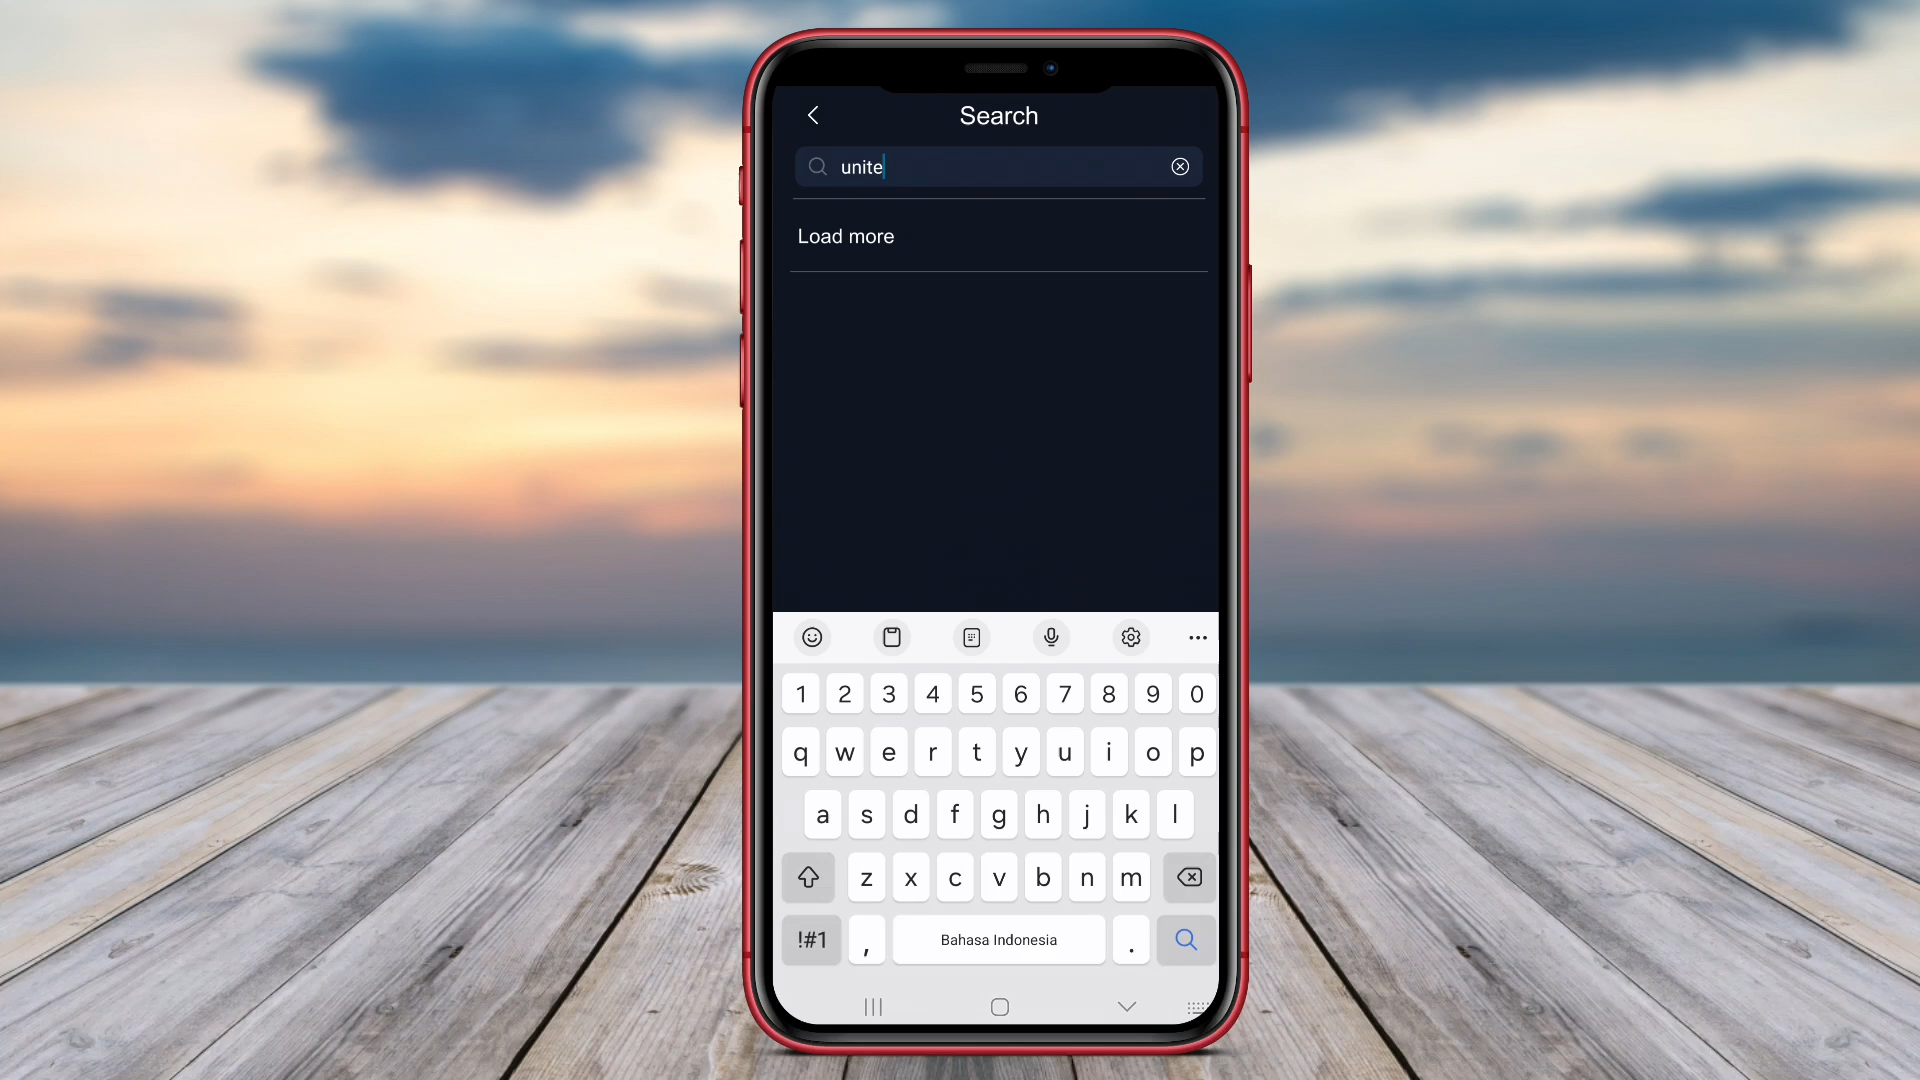 Search
unite
Load more
1 2 3 4 5 6 7 8 9 0
q w e r t y u i o p
a s d f g h j k l
z x c v b n m
!#1 , Bahasa Indonesia .